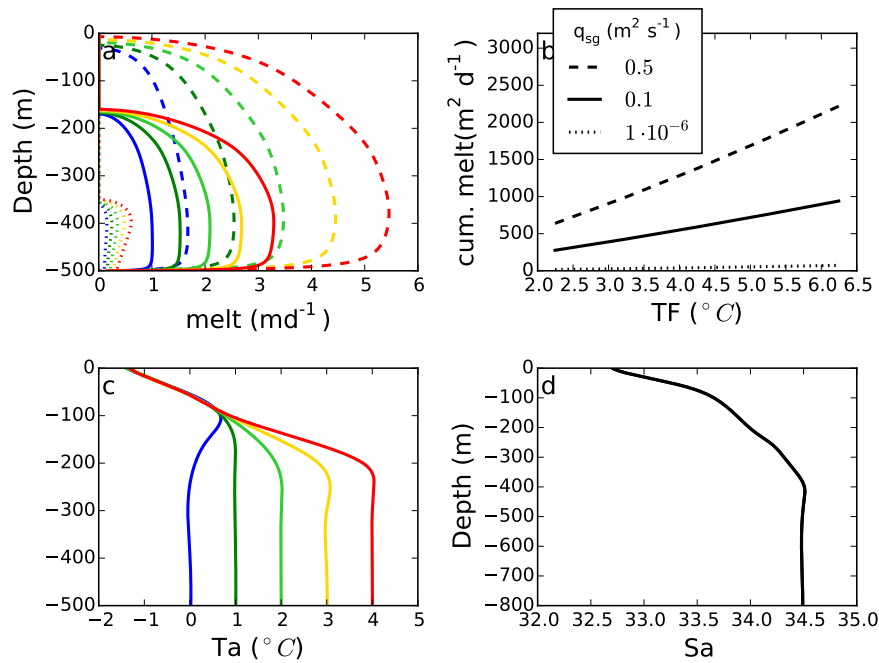 a
0
−100
−200
−300
−400
−500
Depth (m)
0 1 2 3 4 5 6
melt (md⁻¹)
b
3000
2500
2000
1500
1000
500
0
cum. melt(m² d⁻¹)
2.0 2.5 3.0 3.5 4.0 4.5 5.0 5.5 6.0 6.5
TF (°C)
q_sg (m² s⁻¹)
0.5
0.1
1·10⁻⁶
c
0
−100
−200
−300
−400
−500
−2 −1 0 1 2 3 4 5
Ta (°C)
d
0
−100
−200
−300
−400
−500
−600
−700
−800
Depth (m)
32.0 32.5 33.0 33.5 34.0 34.5 35.0
Sa